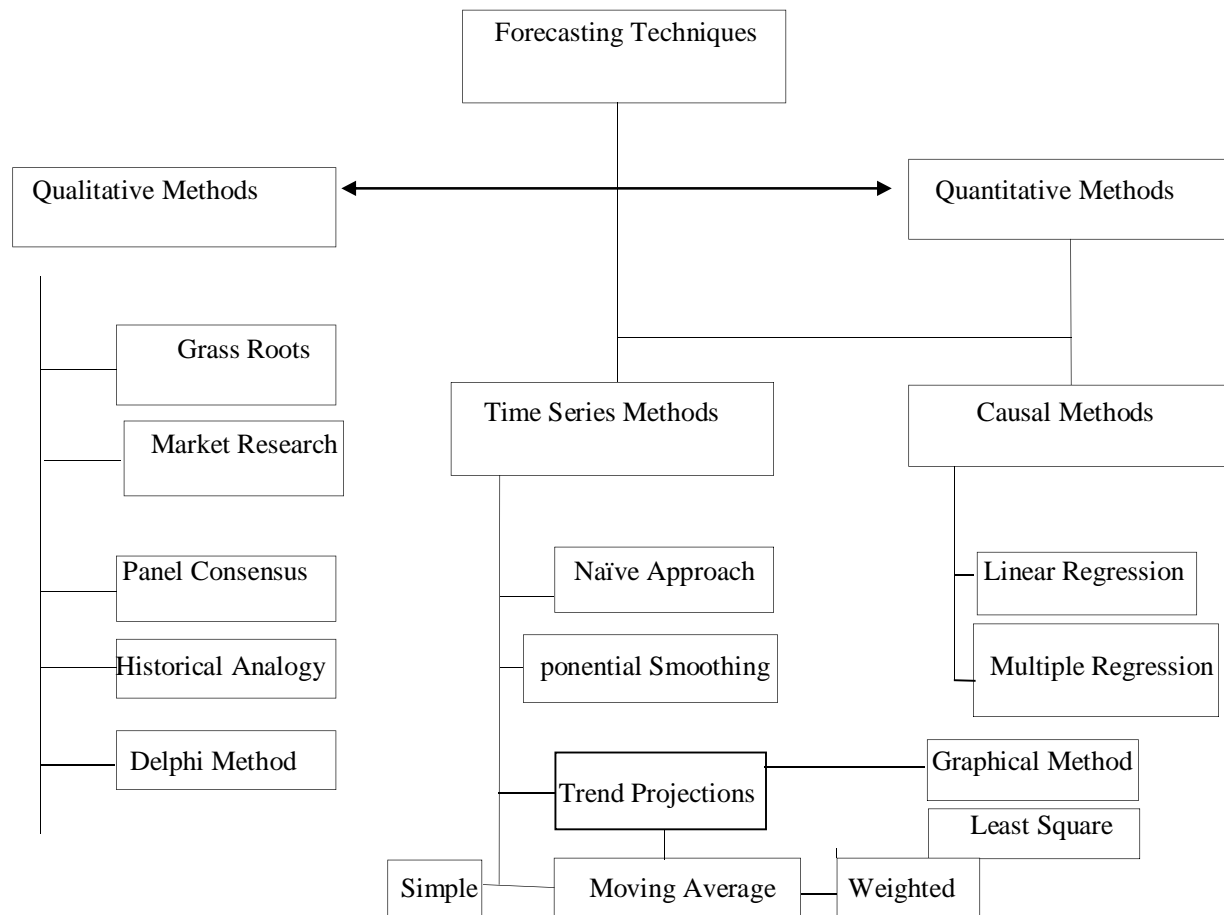 Forecasting Techniques
Qualitative Methods
Quantitative Methods
Grass Roots
Market Research
Panel Consensus
Historical Analogy
Delphi Method
Time Series Methods
Naïve Approach
ponential Smoothing
Trend Projections
Graphical Method
Least Square
Simple
Moving Average
Weighted
Causal Methods
Linear Regression
Multiple Regression